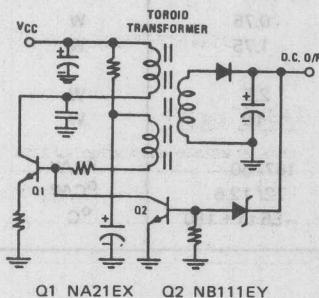 TOROID
TRANSFORMER
VCC
D.C. O/P
Q1
Q2
Q1 NA21EX Q2 NB111EY